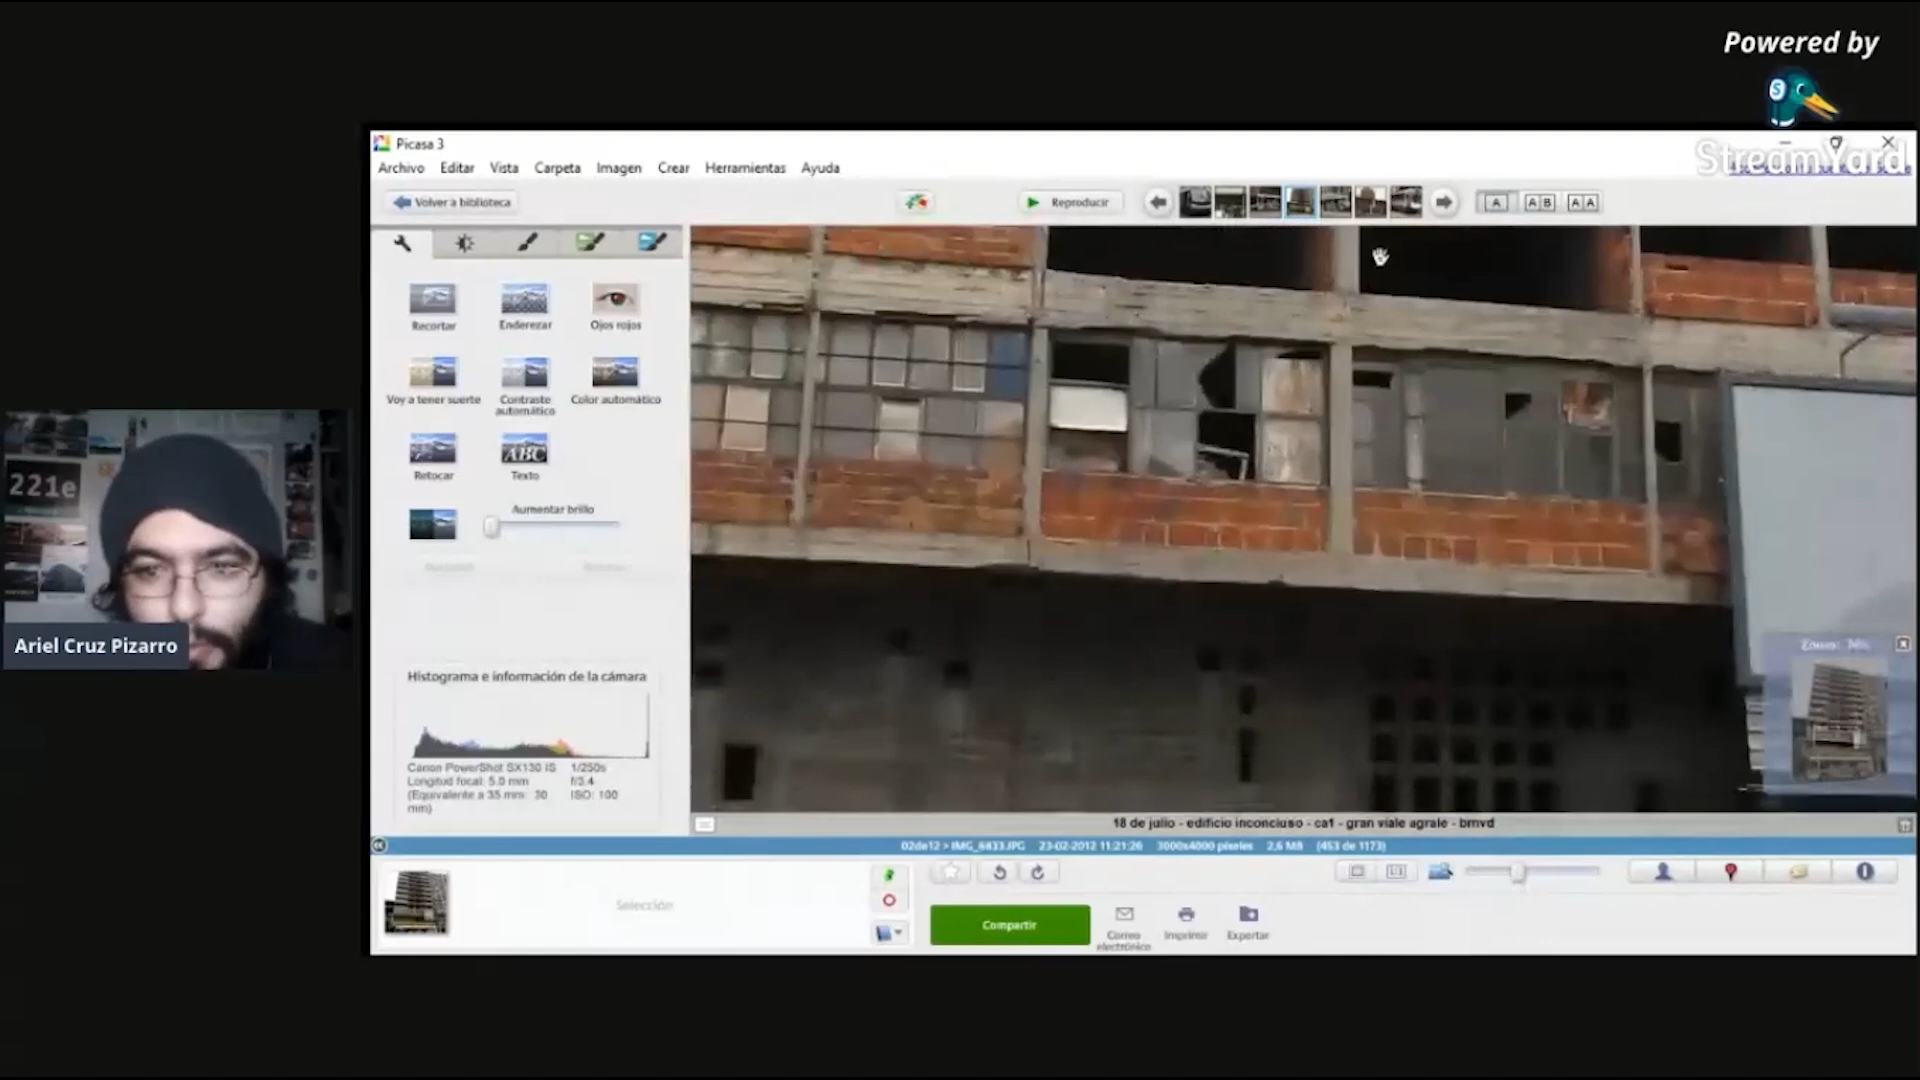 Powered by
StreamYard
Picasa 3
Archivo Editar Vista Carpeta Imagen Crear Herramientas Ayuda
Volver a biblioteca
Reproducir
A
A B
A A
Recortar
Enderezar
Ojos rojos
Voy a tener suerte
Contraste automático
Color automático
ABC
Retocar
Texto
Aumentar brillo
221e
Ariel Cruz Pizarro
Histograma e información de la cámara
Canon PowerShot SX130 IS 1/250s
Longitud focal: 5.0 mm f/3.4
(Equivalente a 35 mm: 30 mm) ISO: 100
18 de julio - edificio inconcluso - ca1 - gran viale agrale - bmvd
02de12 > IMG_6833.JPG 23-02-2012 11:21:26 3000x4000 píxeles 2,6 MB (453 de 1173)
Selección
1:1
Compartir
Correo electrónico
Imprimir
Exportar